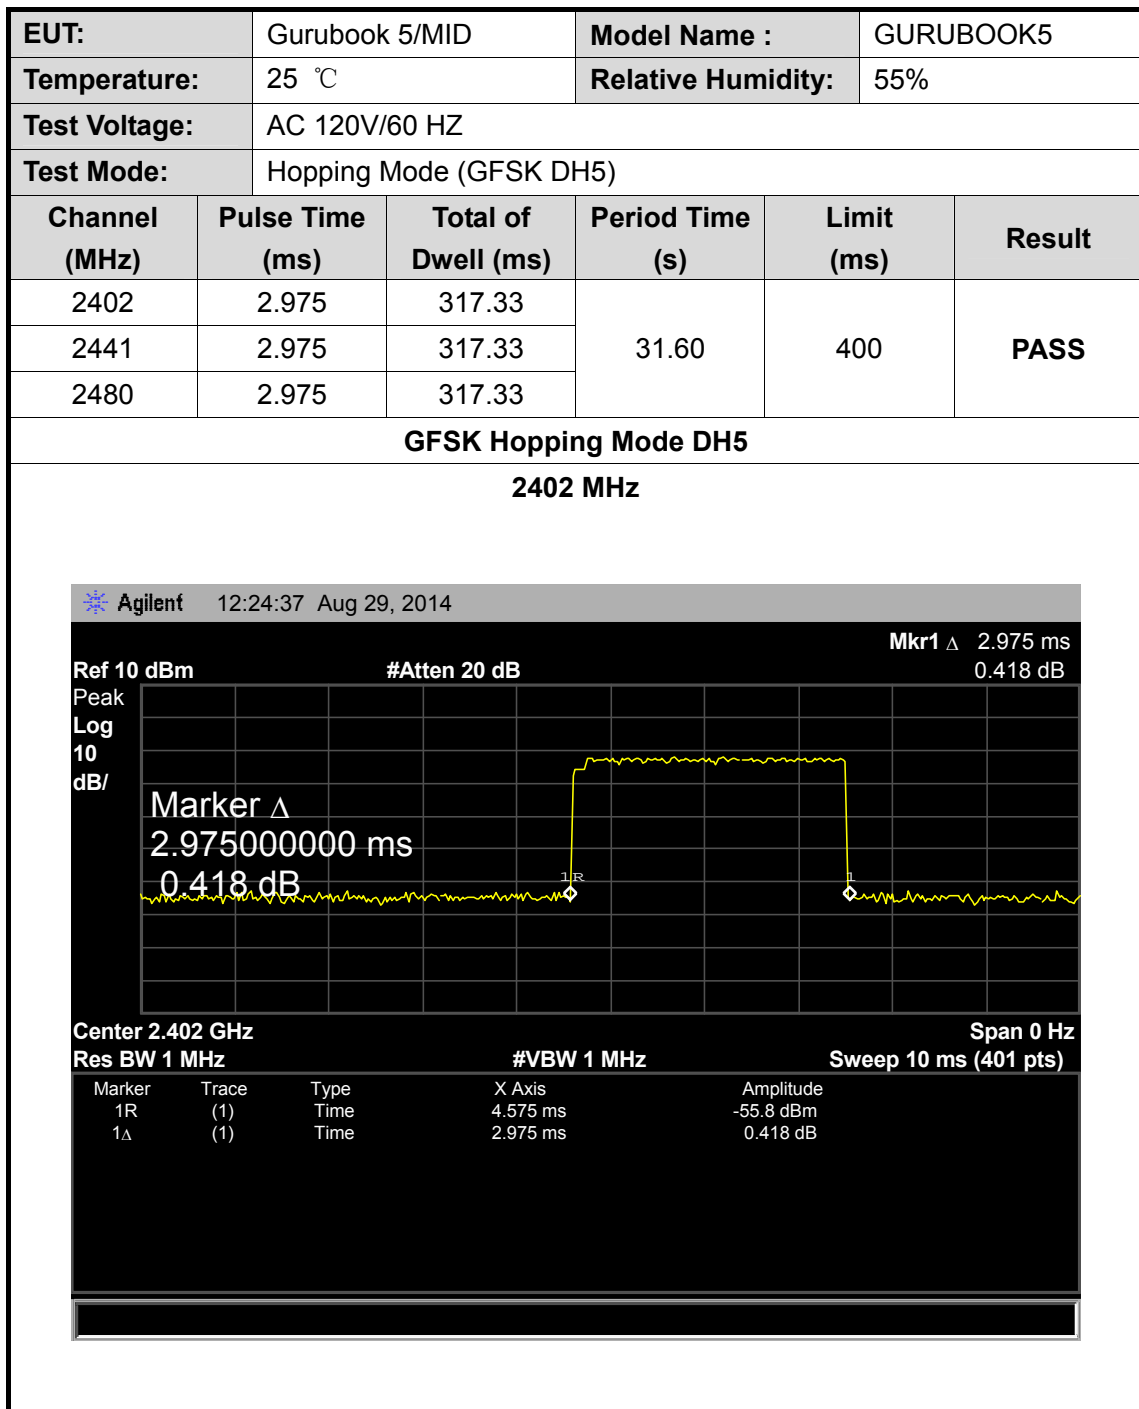 EUT: Gurubook 5/MID Model Name : GURUBOOK5
Temperature: 25 ℃ Relative Humidity: 55%
Test Voltage: AC 120V/60 HZ
Test Mode: Hopping Mode (GFSK DH5)
Channel (MHz) Pulse Time (ms) Total of Dwell (ms) Period Time (s) Limit (ms) Result
2402 2.975 317.33
2441 2.975 317.33 31.60 400 PASS
2480 2.975 317.33
GFSK Hopping Mode DH5
2402 MHz
Agilent 12:24:37 Aug 29, 2014
Mkr1 Δ 2.975 ms
Ref 10 dBm #Atten 20 dB 0.418 dB
Peak
Log
10
dB/
Marker Δ
2.975000000 ms
0.418 dB
1R 1
Center 2.402 GHz Span 0 Hz
Res BW 1 MHz #VBW 1 MHz Sweep 10 ms (401 pts)
Marker Trace Type X Axis Amplitude
1R (1) Time 4.575 ms -55.8 dBm
1Δ (1) Time 2.975 ms 0.418 dB